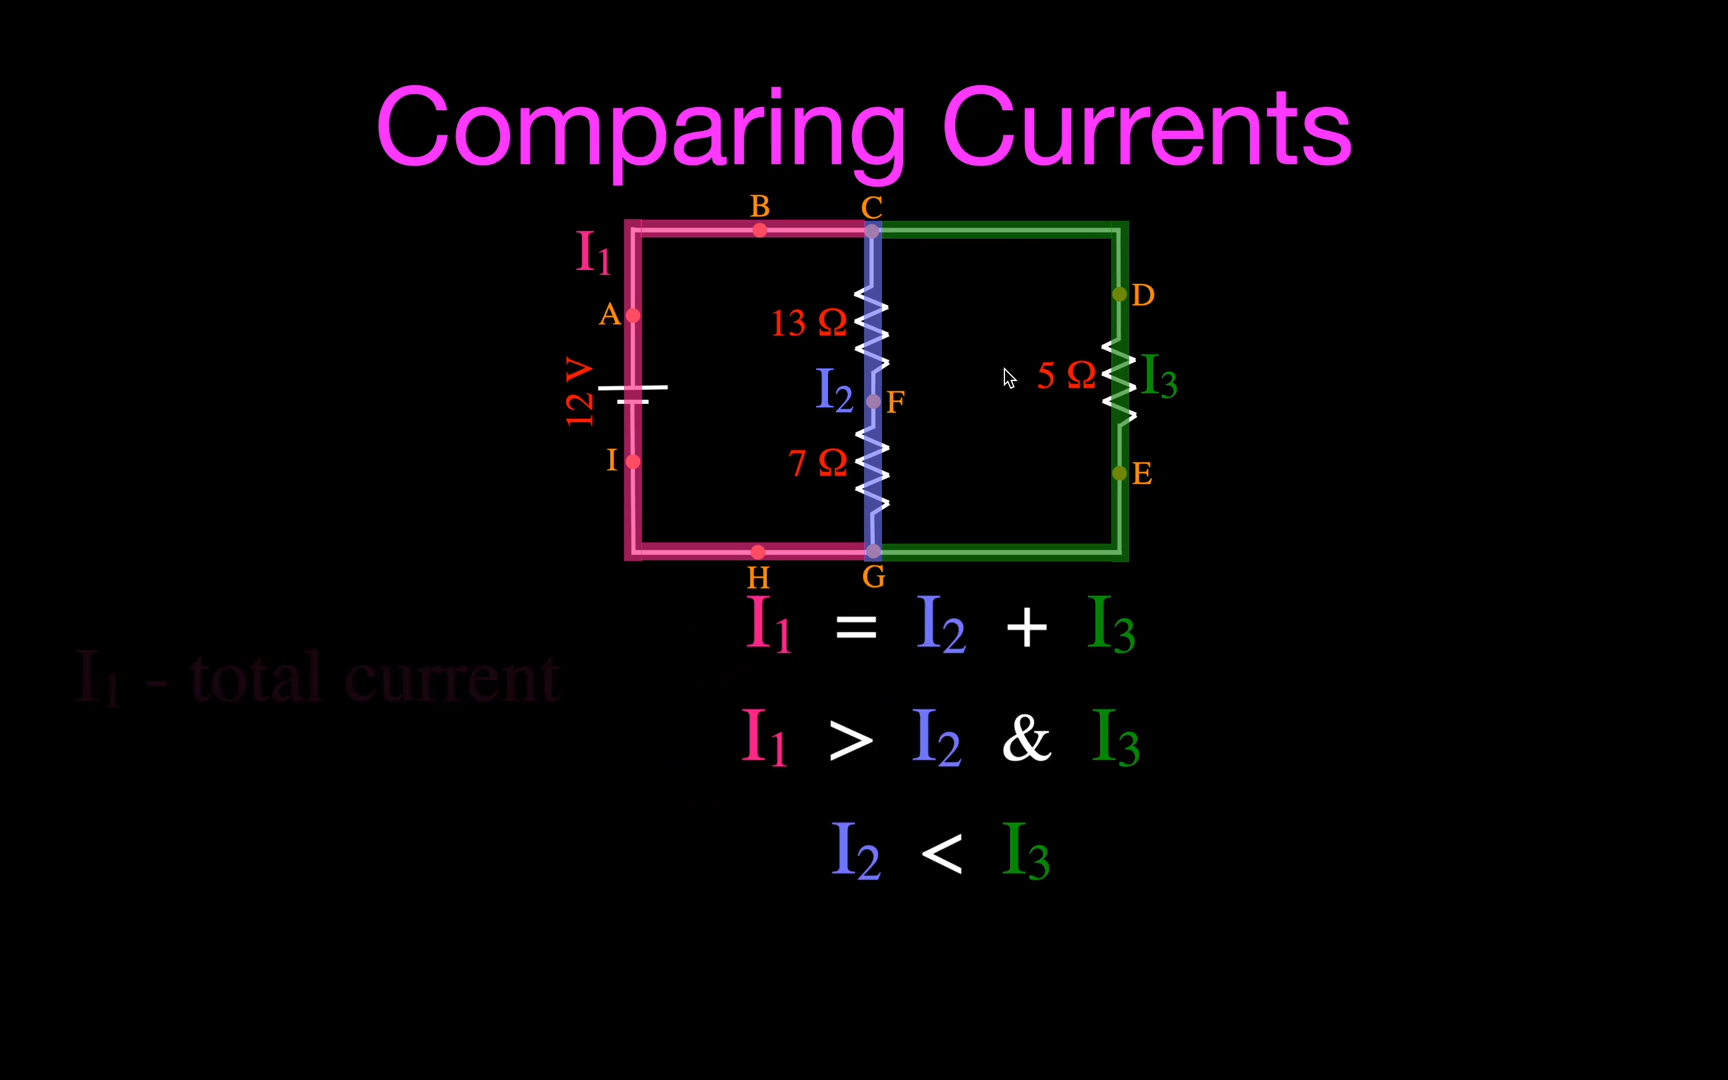 Comparing Currents
B
C
I₁
A
D
13 Ω
12 V
I₂
F
5 Ω
I₃
I
7 Ω
E
H
G
I₁ = I₂ + I₃
I₁ - total current
I₁ > I₂ & I₃
I₂ < I₃